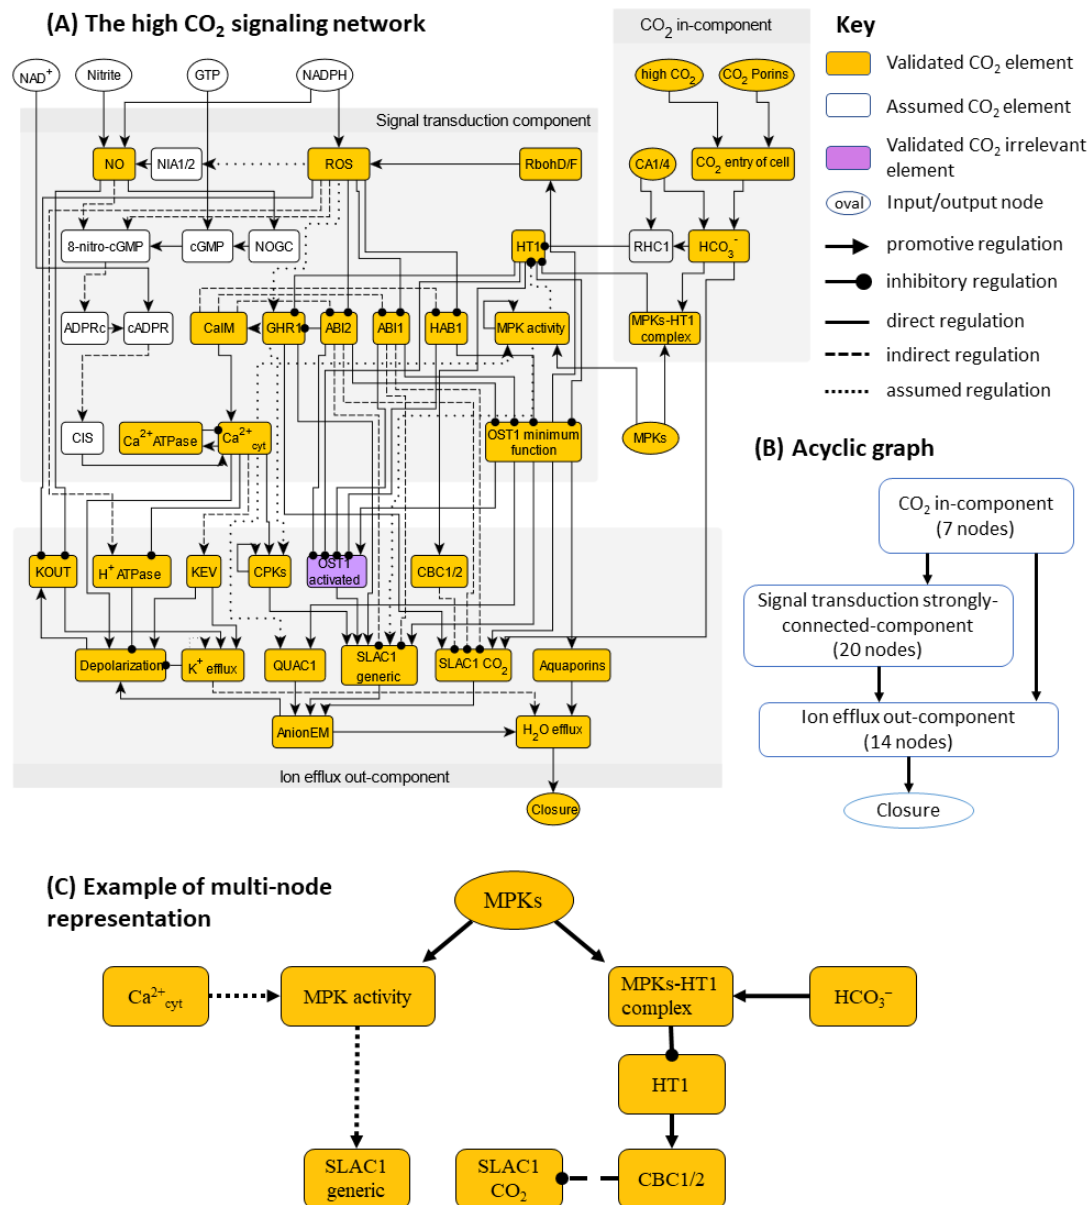 (A) The high CO₂ signaling network
CO₂ in-component
Key
NAD⁺
Nitrite
GTP
NADPH
high CO₂
CO₂ Porins
Validated CO₂ element
Assumed CO₂ element
Signal transduction component
NO
NIA1/2
ROS
RbohD/F
CA1/4
CO₂ entry of cell
Validated CO₂ irrelevant
element
oval
Input/output node
8-nitro-cGMP
cGMP
NOGC
HT1
RHC1
HCO₃⁻
promotive regulation
inhibitory regulation
ADPRc
cADPR
CaIM
GHR1
ABI2
ABI1
HAB1
MPK activity
MPKs-HT1
complex
direct regulation
indirect regulation
assumed regulation
CIS
Ca²⁺ATPase
Ca²⁺cyt
OST1 minimum
function
MPKs
(B) Acyclic graph
CO₂ in-component
(7 nodes)
KOUT
H⁺ ATPase
KEV
CPKs
OST1
activated
CBC1/2
Signal transduction strongly-
connected-component
(20 nodes)
Depolarization
K⁺ efflux
QUAC1
SLAC1
generic
SLAC1 CO₂
Aquaporins
AnionEM
H₂O efflux
Ion efflux out-component
(14 nodes)
Ion efflux out-component
Closure
Closure
(C) Example of multi-node
representation
MPKs
Ca²⁺cyt
MPK activity
MPKs-HT1
complex
HCO₃⁻
HT1
SLAC1
generic
SLAC1
CO₂
CBC1/2